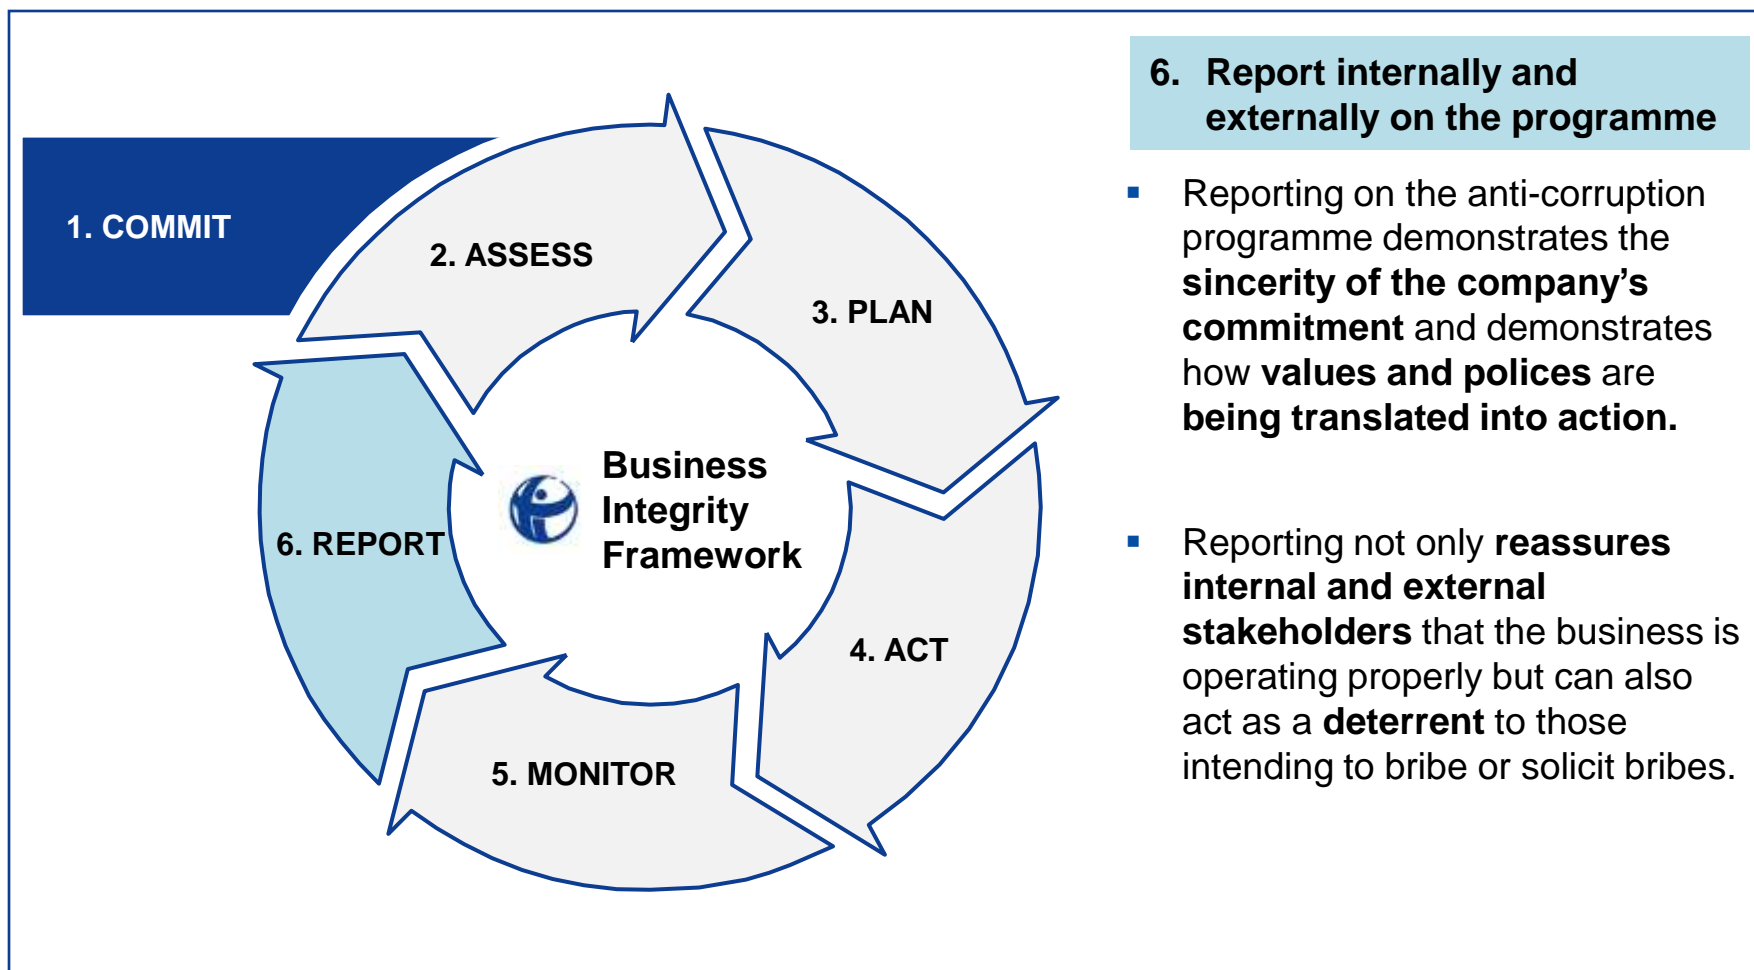 1. COMMIT
2. ASSESS
3. PLAN
4. ACT
5. MONITOR
6. REPORT
Business
Integrity
Framework
6. Report internally and
externally on the programme
▪ Reporting on the anti-corruption
programme demonstrates the
sincerity of the company’s
commitment and demonstrates
how values and polices are
being translated into action.
▪ Reporting not only reassures
internal and external
stakeholders that the business is
operating properly but can also
act as a deterrent to those
intending to bribe or solicit bribes.